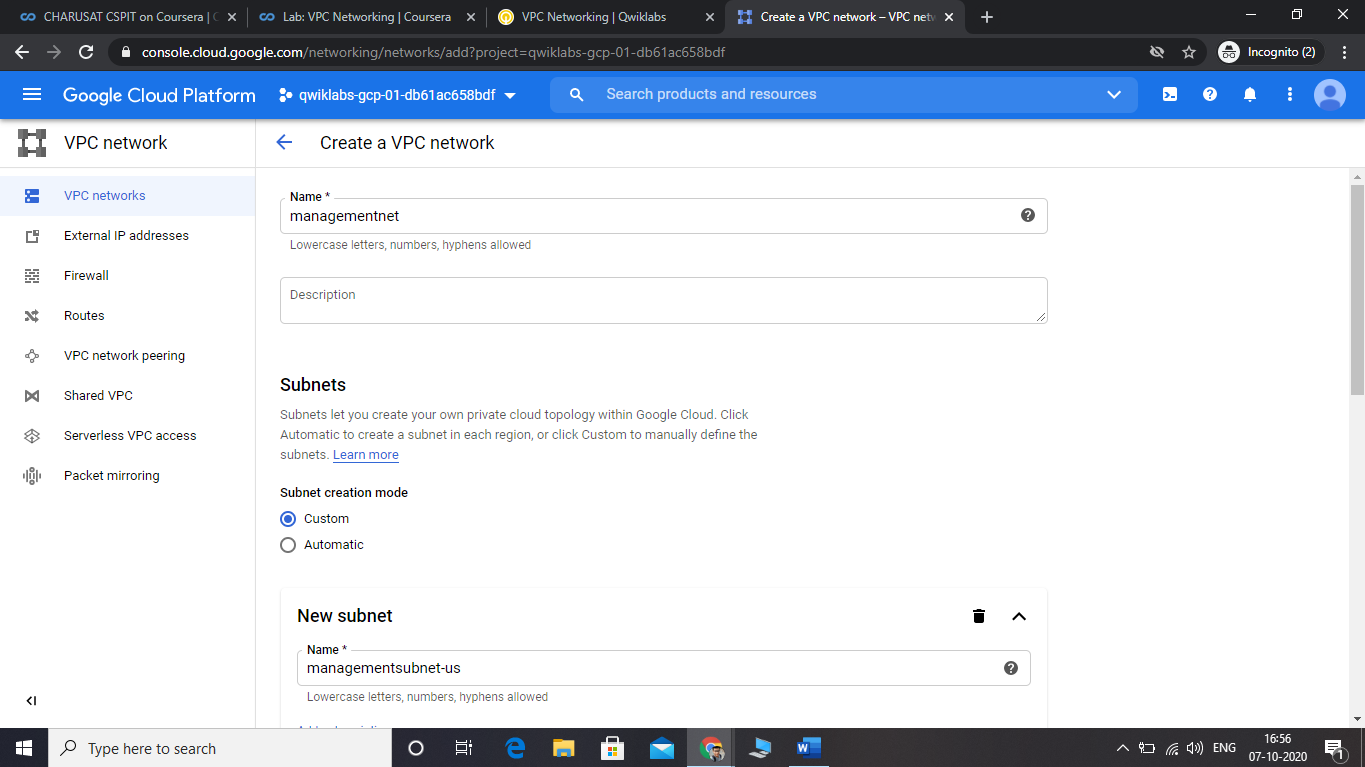 CHARUSAT CSPIT on Coursera |
Lab: VPC Networking | Coursera
VPC Networking | Qwiklabs
Create a VPC network – VPC netw
console.cloud.google.com/networking/networks/add?project=qwiklabs-gcp-01-db61ac658bdf
Incognito (2)
Google Cloud Platform
qwiklabs-gcp-01-db61ac658bdf
Search products and resources
VPC network
Create a VPC network
VPC networks
External IP addresses
Firewall
Routes
VPC network peering
Shared VPC
Serverless VPC access
Packet mirroring
Name *
managementnet
Lowercase letters, numbers, hyphens allowed
Description
Subnets
Subnets let you create your own private cloud topology within Google Cloud. Click
Automatic to create a subnet in each region, or click Custom to manually define the
subnets. Learn more
Subnet creation mode
Custom
Automatic
New subnet
Name *
managementsubnet-us
Lowercase letters, numbers, hyphens allowed
Type here to search
ENG
16:56
07-10-2020
1